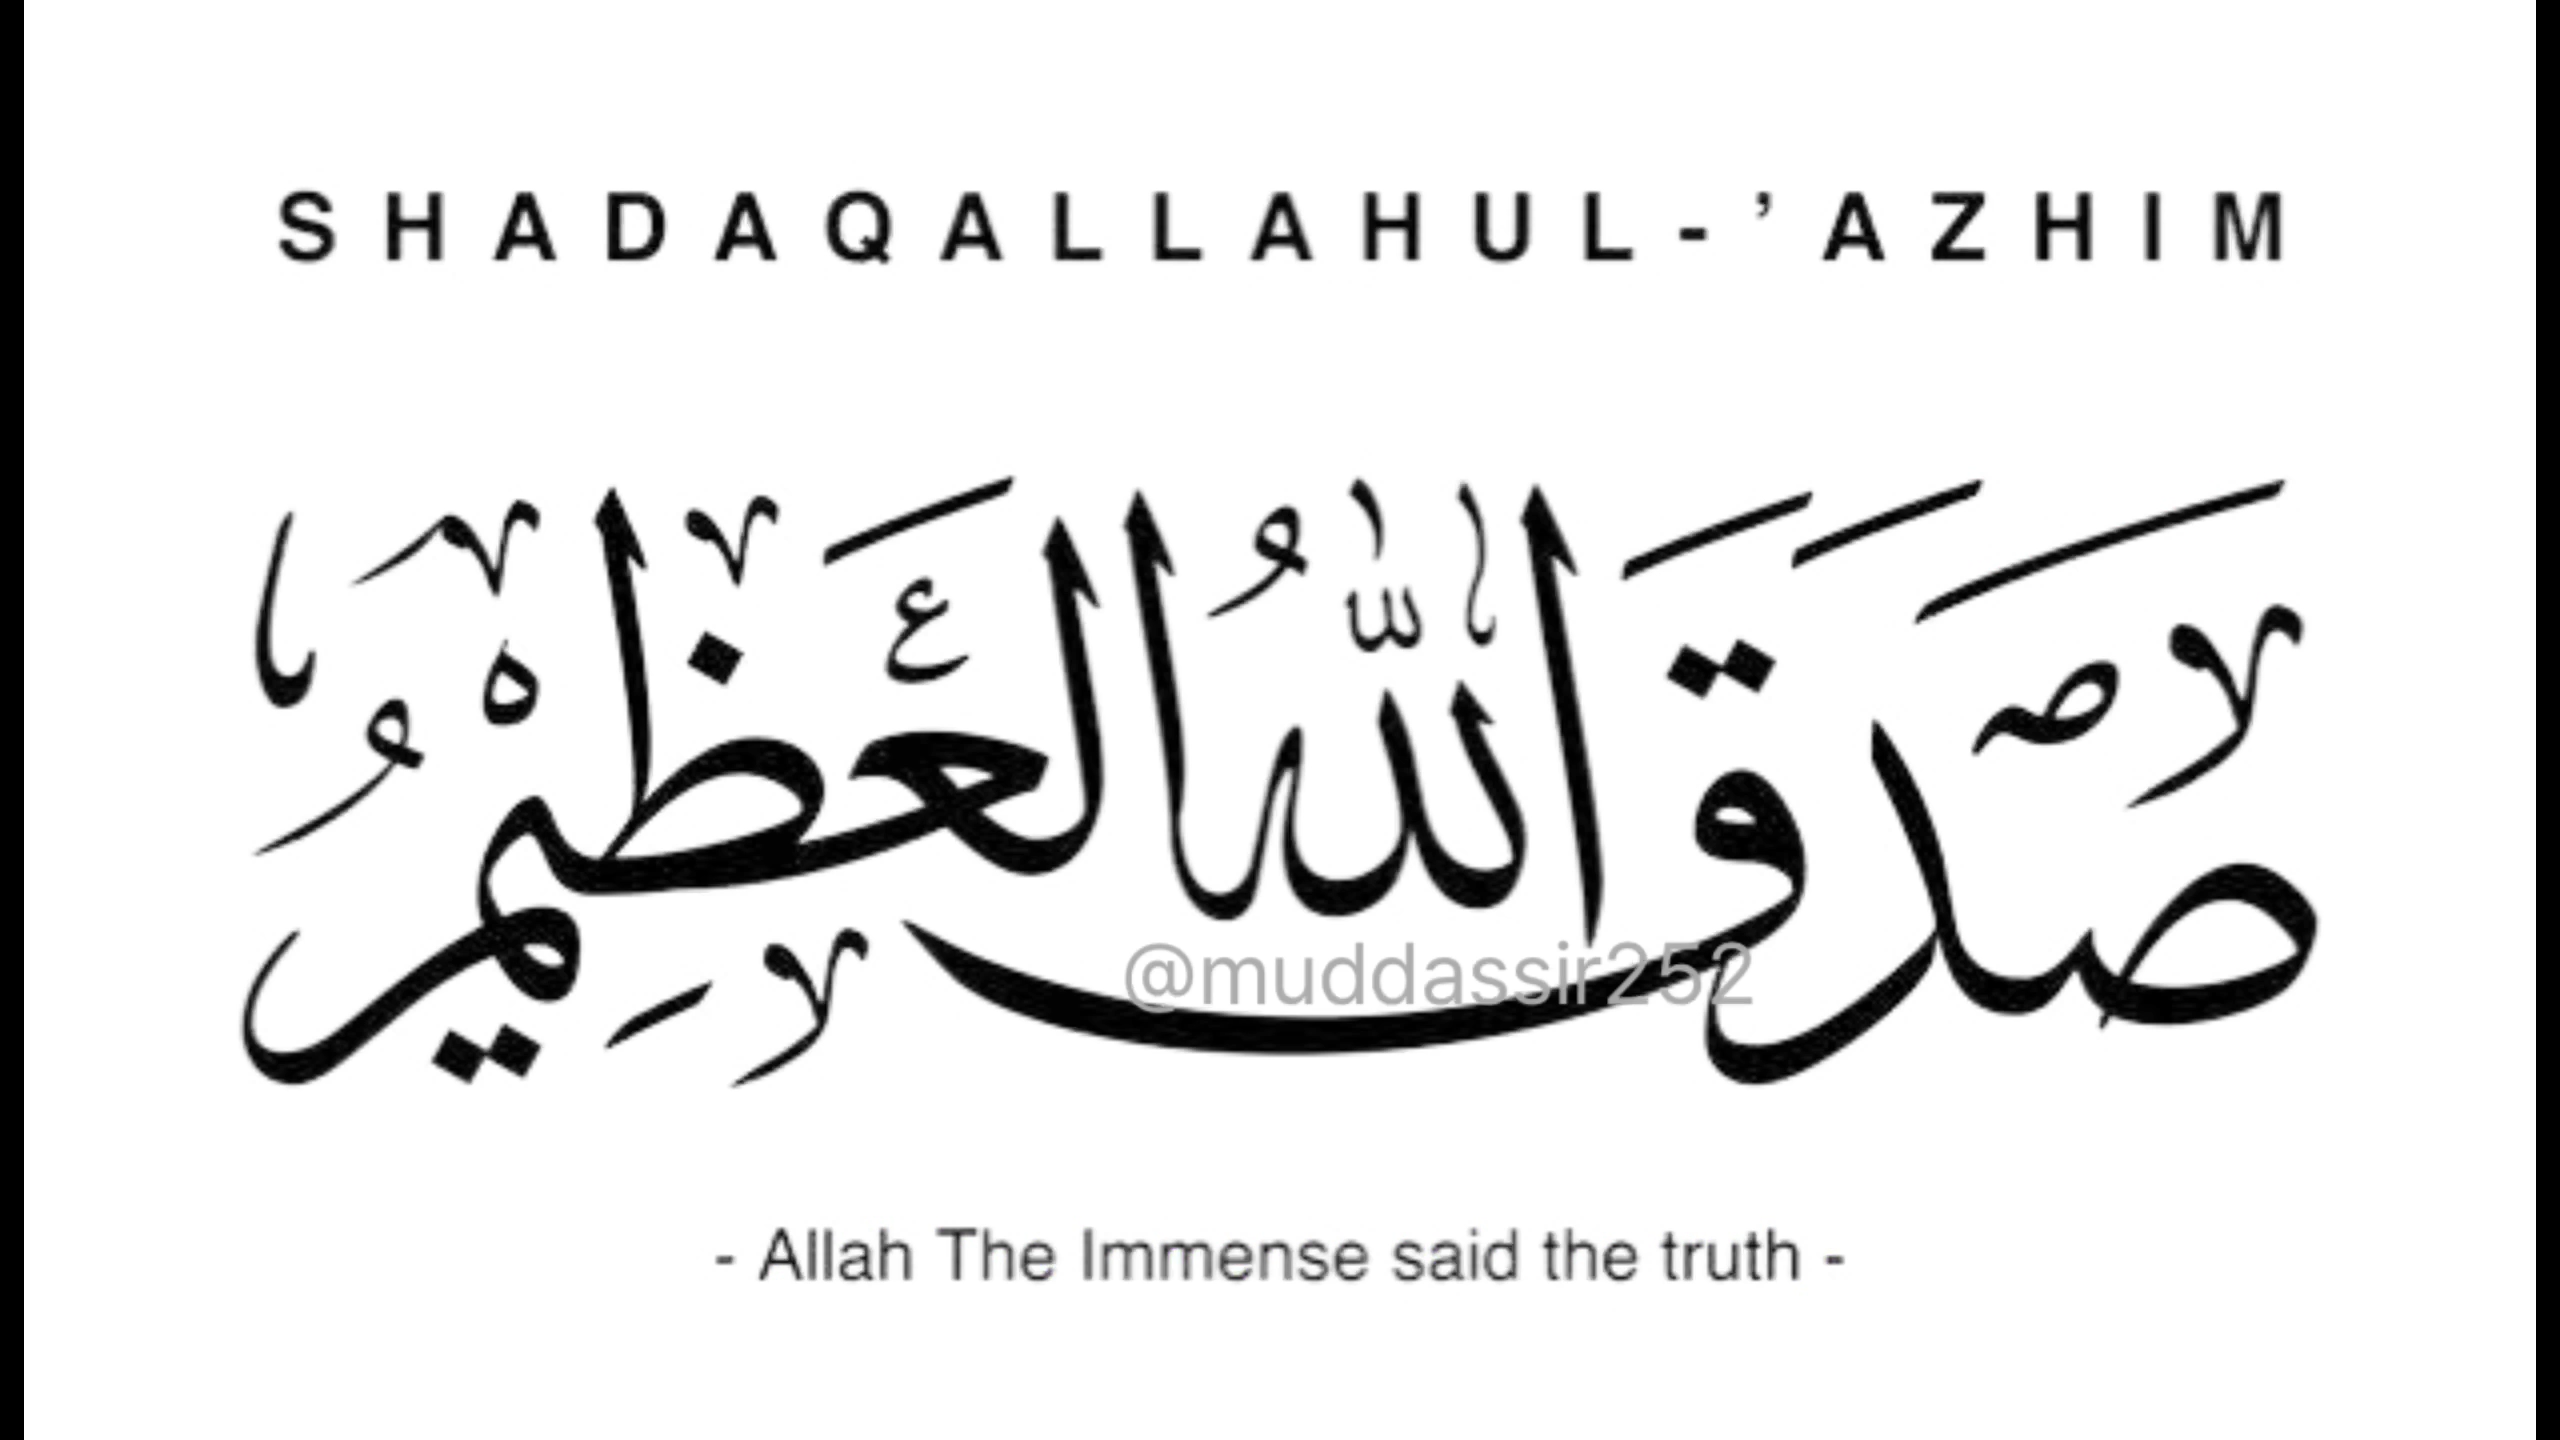 SHADAQALLAHUL-’AZHIM
صَدَقَ اللّٰهُ الْعَظِيْمُ
@muddassir252
- Allah The Immense said the truth -